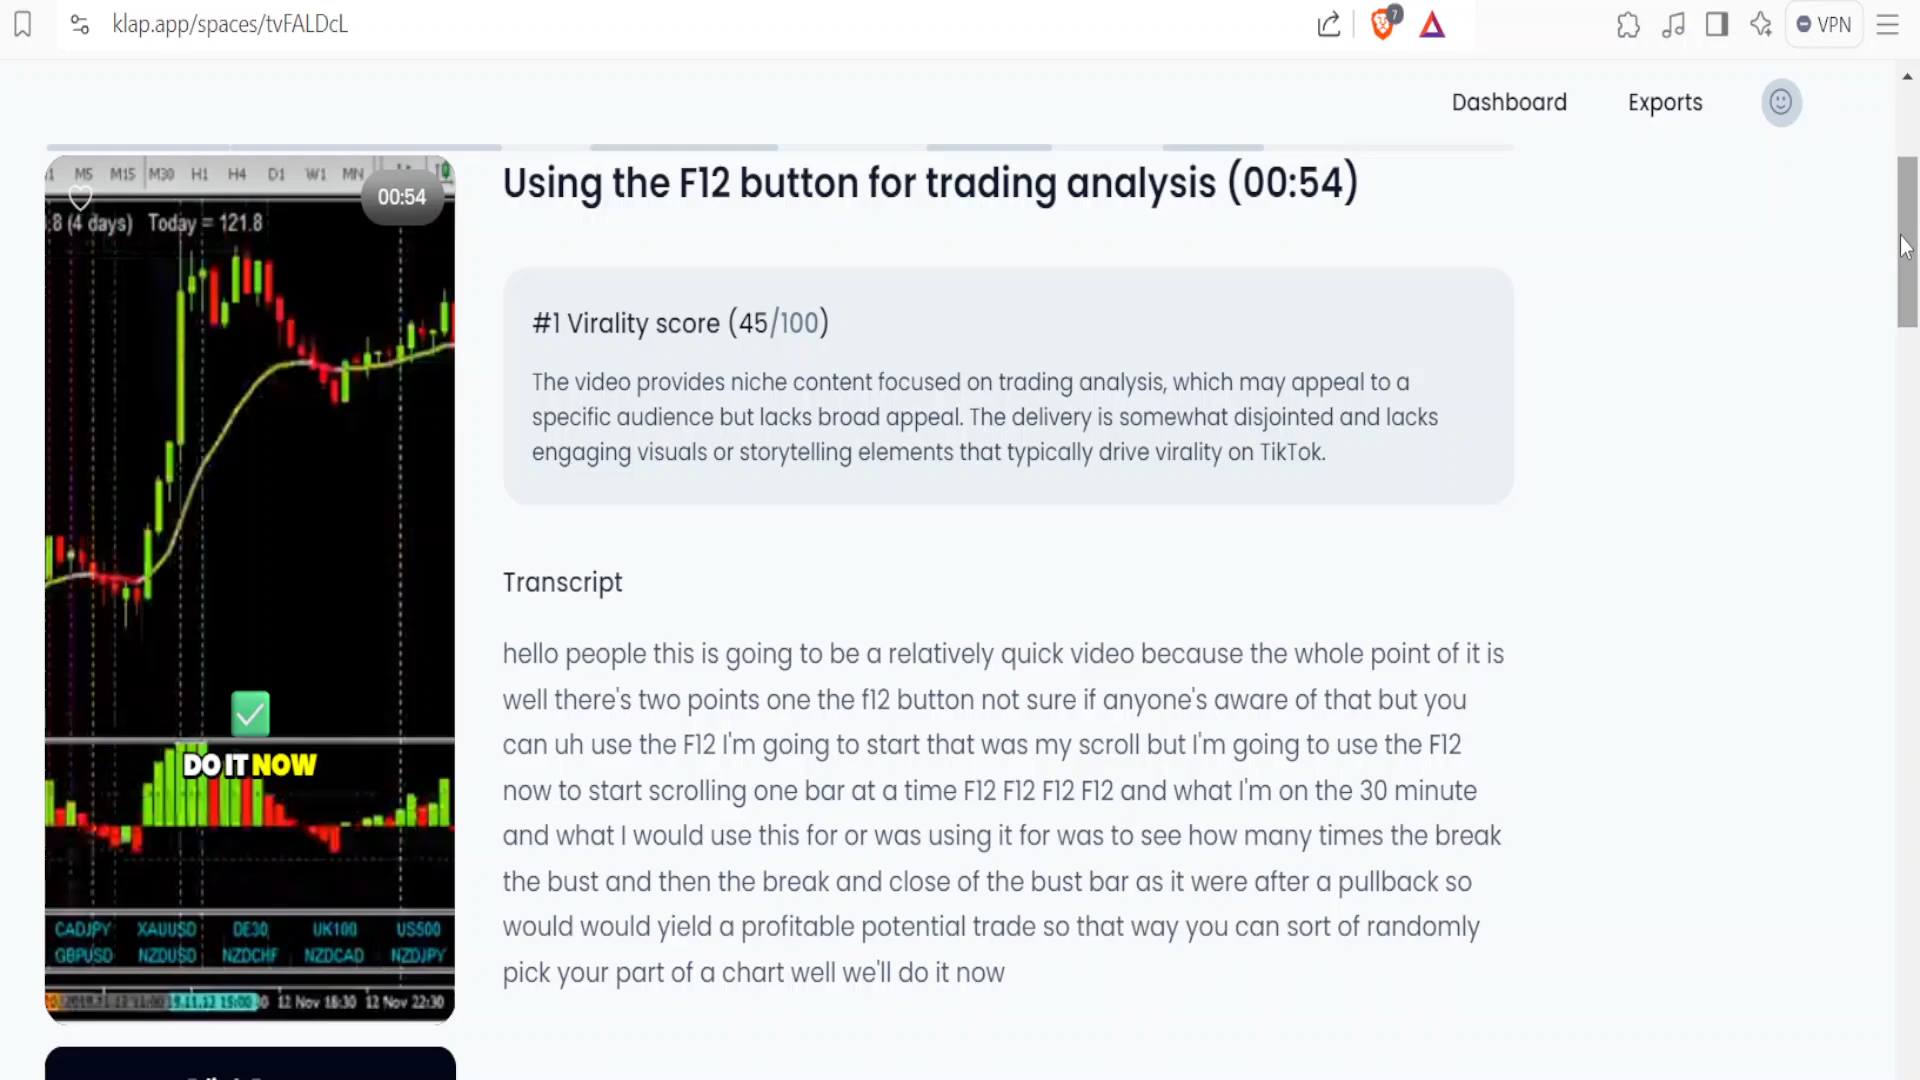 klap.app/spaces/tvFALDcL
7
VPN
Dashboard
Exports
M5 M15 M30 H1 H4 D1 W1 MN
00:54
(4 days) Today = 121.8
DO IT NOW
CADJPY XAUUSD DE30 UK100 US500
GBPUSD NZDUSD NZDCHF NZDCAD NZDJPY
12 Nov 18:30 12 Nov 22:30
Using the F12 button for trading analysis (00:54)
#1 Virality score (45/100)
The video provides niche content focused on trading analysis, which may appeal to a
specific audience but lacks broad appeal. The delivery is somewhat disjointed and lacks
engaging visuals or storytelling elements that typically drive virality on TikTok.
Transcript
hello people this is going to be a relatively quick video because the whole point of it is
well there's two points one the f12 button not sure if anyone's aware of that but you
can uh use the F12 I'm going to start that was my scroll but I'm going to use the F12
now to start scrolling one bar at a time F12 F12 F12 F12 and what I'm on the 30 minute
and what I would use this for or was using it for was to see how many times the break
the bust and then the break and close of the bust bar as it were after a pullback so
would would yield a profitable potential trade so that way you can sort of randomly
pick your part of a chart well we'll do it now